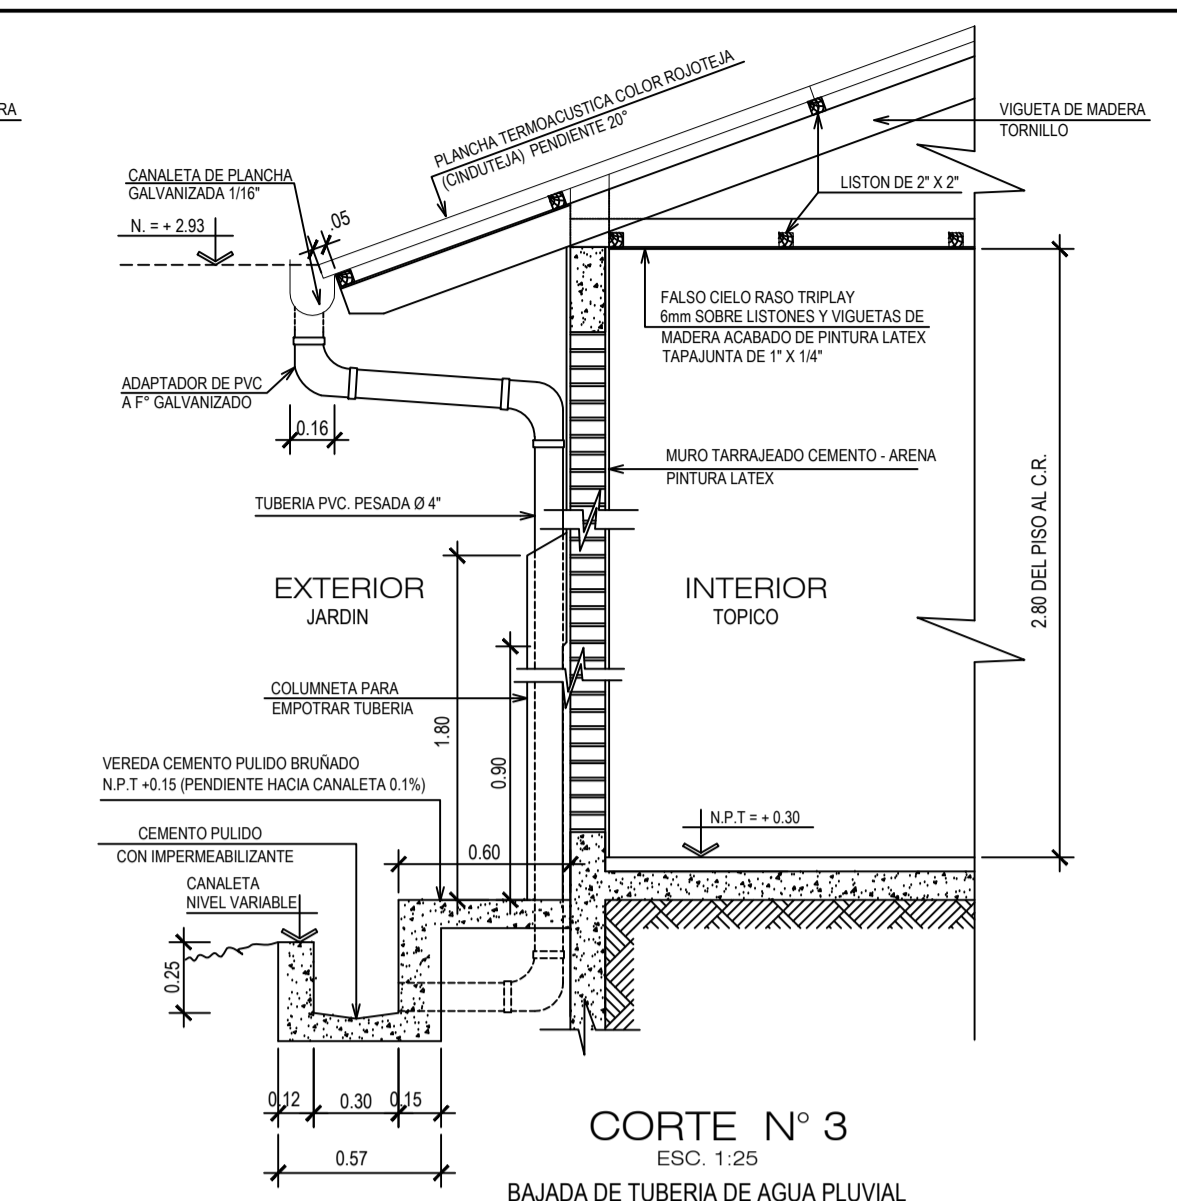 RA
PLANCHA TERMOACUSTICA COLOR ROJOTEJA
(CINDUTEJA) PENDIENTE 20°
VIGUETA DE MADERA
TORNILLO
CANALETA DE PLANCHA
GALVANIZADA 1/16"
LISTON DE 2" X 2"
N. = + 2.93
.05
FALSO CIELO RASO TRIPLAY
6mm SOBRE LISTONES Y VIGUETAS DE
MADERA ACABADO DE PINTURA LATEX
TAPAJUNTA DE 1" X 1/4"
ADAPTADOR DE PVC
A F° GALVANIZADO
0.16
MURO TARRAJEADO CEMENTO - ARENA
PINTURA LATEX
TUBERIA PVC. PESADA Ø 4"
2.80 DEL PISO AL C.R.
EXTERIOR
JARDIN
INTERIOR
TOPICO
COLUMNETA PARA
EMPOTRAR TUBERIA
1.80
0.90
VEREDA CEMENTO PULIDO BRUÑADO
N.P.T +0.15 (PENDIENTE HACIA CANALETA 0.1%)
N.P.T = + 0.30
CEMENTO PULIDO
CON IMPERMEABILIZANTE
0.60
CANALETA
NIVEL VARIABLE
0.25
0.12
0.30
0.15
0.57
CORTE N° 3
ESC. 1:25
BAJADA DE TUBERIA DE AGUA PLUVIAL